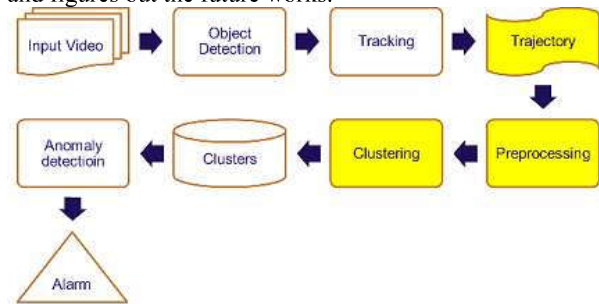 and figures out the future works.
Input Video
Object
Detection
Tracking
Trajectory
Anomaly
detectioin
Clusters
Clustering
Preprocessing
Alarm